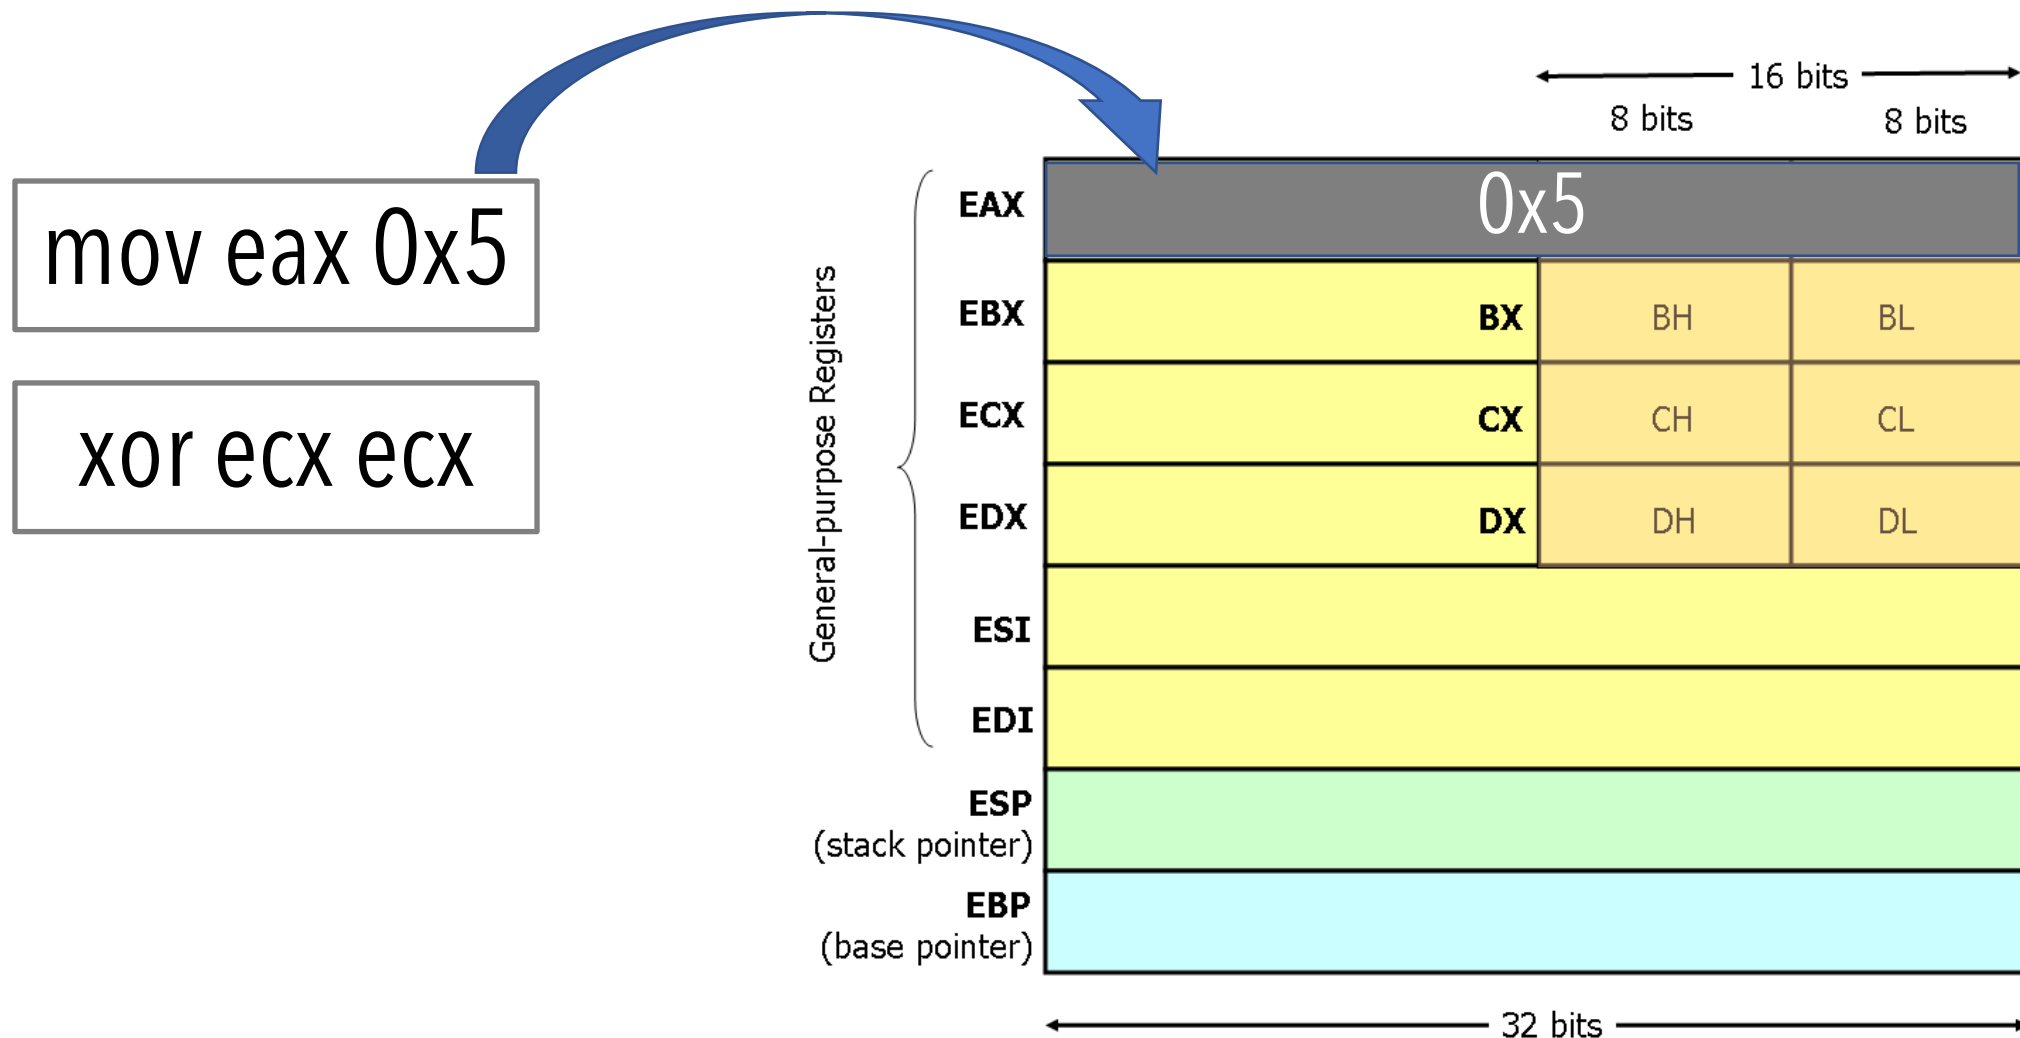 mov eax 0x5
xor ecx ecx
16 bits
8 bits 8 bits
General-purpose Registers
EAX 0x5
EBX BX BH BL
ECX CX CH CL
EDX DX DH DL
ESI
EDI
ESP
(stack pointer)
EBP
(base pointer)
32 bits